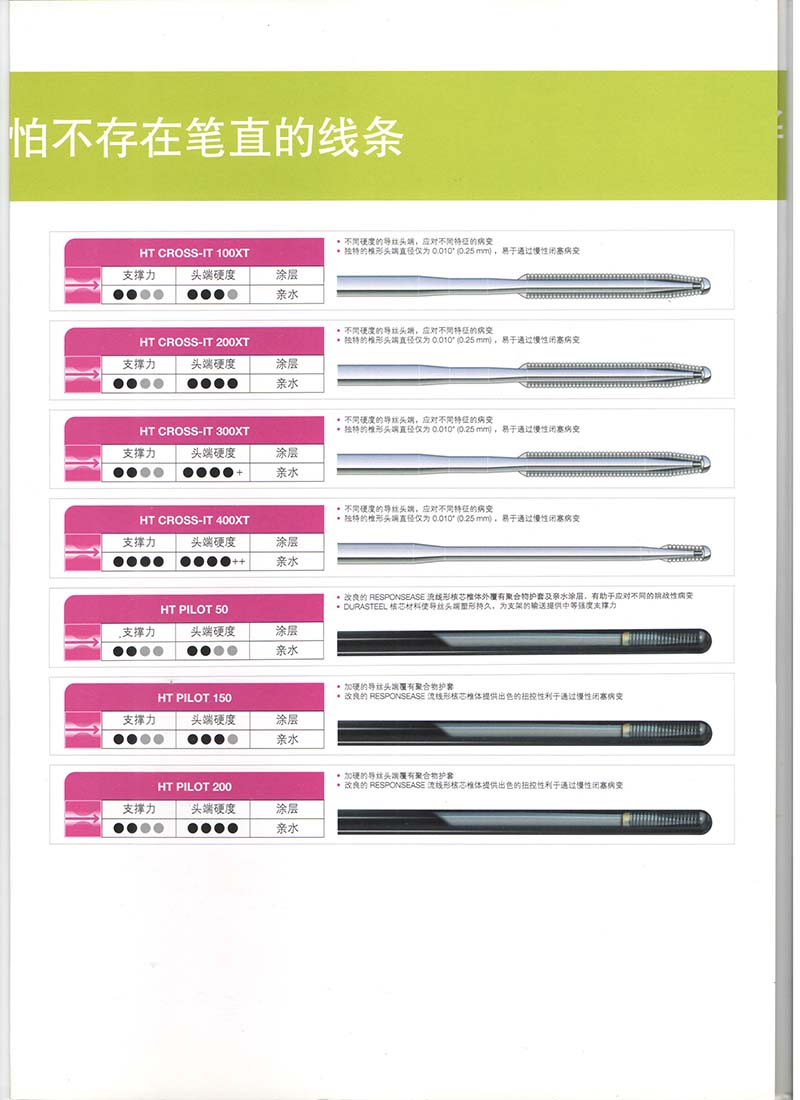 怕不存在笔直的线条
HT CROSS-IT 100XT
支撑力 头端硬度 涂层
●●●● ●●●● 亲水
• 不同硬度的导丝头端，应对不同特征的病变
• 独特的椎形头端直径仅为 0.010" (0.25 mm)，易于通过慢性闭塞病变
HT CROSS-IT 200XT
支撑力 头端硬度 涂层
●●●● ●●●● 亲水
• 不同硬度的导丝头端，应对不同特征的病变
• 独特的椎形头端直径仅为 0.010" (0.25 mm)，易于通过慢性闭塞病变
HT CROSS-IT 300XT
支撑力 头端硬度 涂层
●●●● ●●●●+ 亲水
• 不同硬度的导丝头端，应对不同特征的病变
• 独特的椎形头端直径仅为 0.010" (0.25 mm)，易于通过慢性闭塞病变
HT CROSS-IT 400XT
支撑力 头端硬度 涂层
●●●● ●●●●++ 亲水
• 不同硬度的导丝头端，应对不同特征的病变
• 独特的椎形头端直径仅为 0.010" (0.25 mm)，易于通过慢性闭塞病变
HT PILOT 50
支撑力 头端硬度 涂层
●●●● ●●●● 亲水
• 改良的 RESPONSEASE 流线形核芯椎体外覆有聚合物护套及亲水涂层，有助于应对不同的挑战性病变
• DURASTEEL 核芯材料使导丝头端塑形持久，为支架的输送提供中等强度支撑力
HT PILOT 150
支撑力 头端硬度 涂层
●●●● ●●●● 亲水
• 加硬的导丝头端覆有聚合物护套
• 改良的 RESPONSEASE 流线形核芯椎体提供出色的扭控性利于通过慢性闭塞病变
HT PILOT 200
支撑力 头端硬度 涂层
●●●● ●●●● 亲水
• 加硬的导丝头端覆有聚合物护套
• 改良的 RESPONSEASE 流线形核芯椎体提供出色的扭控性利于通过慢性闭塞病变